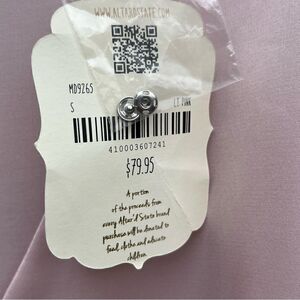 WWW.ALTARDSTATE.COM
MD9265
S LT PINK
410003607241
$79.95
A portion
of the proceeds from
every Altar'd State brand
purchase will be donated to
feed, clothe and educate
children.